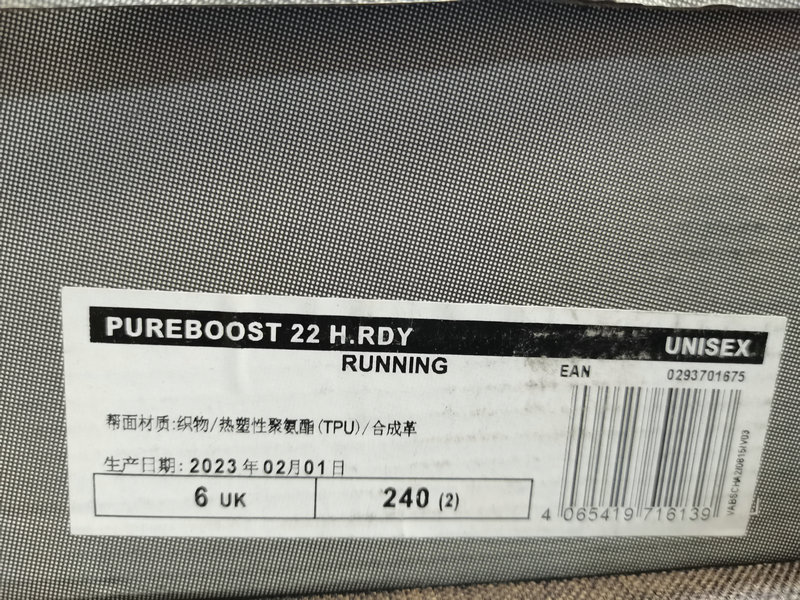 PUREBOOST 22 H.RDY
UNISEX
RUNNING
EAN
0293701675
帮面材质:织物/热塑性聚氨酯(TPU)/合成革
生产日期: 2023年02月01日
6 UK
240 (2)
4 065419 716139